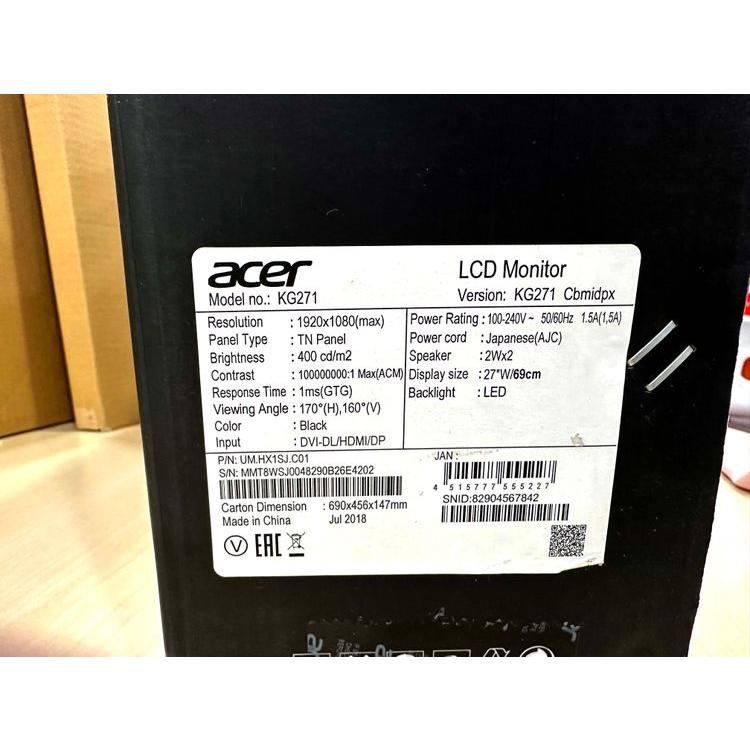 acer
LCD Monitor
Model no.: KG271
Version: KG271 Cbmidpx
Resolution : 1920x1080(max)
Panel Type : TN Panel
Brightness : 400 cd/m2
Contrast : 100000000:1 Max(ACM)
Response Time : 1ms(GTG)
Viewing Angle : 170°(H),160°(V)
Color : Black
Input : DVI-DL/HDMI/DP
Power Rating : 100-240V~ 50/60Hz 1.5A(1,5A)
Power cord : Japanese(AJC)
Speaker : 2Wx2
Display size : 27"W/69cm
Backlight : LED
P/N: UM.HX1SJ.C01
S/N: MMT8WSJ0048290B26E4202
Carton Dimension : 690x456x147mm
Made in China Jul 2018
V EAC
JAN :
4 515777 555227
SNID:82904567842